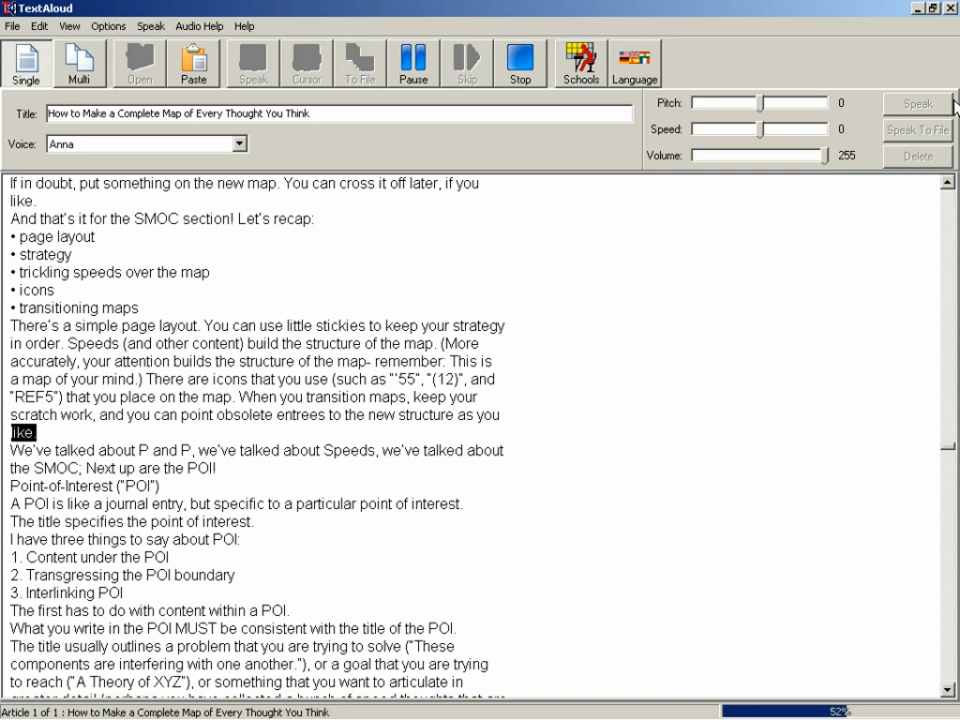 TextAloud
File Edit View Options Speak Audio Help Help
Single Multi Open Paste Speak Cursor To File Pause Skip Stop Schools Language
Title: How to Make a Complete Map of Every Thought You Think
Voice: Anna
Pitch: 0 Speak
Speed: 0 Speak To File
Volume: 255 Delete
If in doubt, put something on the new map. You can cross it off later, if you
like.
And that's it for the SMOC section! Let's recap:
• page layout
• strategy
• trickling speeds over the map
• icons
• transitioning maps
There's a simple page layout. You can use little stickies to keep your strategy
in order. Speeds (and other content) build the structure of the map. (More
accurately, your attention builds the structure of the map- remember: This is
a map of your mind.) There are icons that you use (such as "'55", "(12)", and
"REF5") that you place on the map. When you transition maps, keep your
scratch work, and you can point obsolete entrees to the new structure as you
like.
We've talked about P and P, we've talked about Speeds, we've talked about
the SMOC; Next up are the POI!
Point-of-Interest ("POI")
A POI is like a journal entry, but specific to a particular point of interest.
The title specifies the point of interest.
I have three things to say about POI:
1. Content under the POI
2. Transgressing the POI boundary
3. Interlinking POI
The first has to do with content within a POI.
What you write in the POI MUST be consistent with the title of the POI.
The title usually outlines a problem that you are trying to solve ("These
components are interfering with one another."), or a goal that you are trying
to reach ("A Theory of XYZ"), or something that you want to articulate in
greater detail (perhaps you have collected a bunch of speed thoughts that are
Article 1 of 1 : How to Make a Complete Map of Every Thought You Think 52%